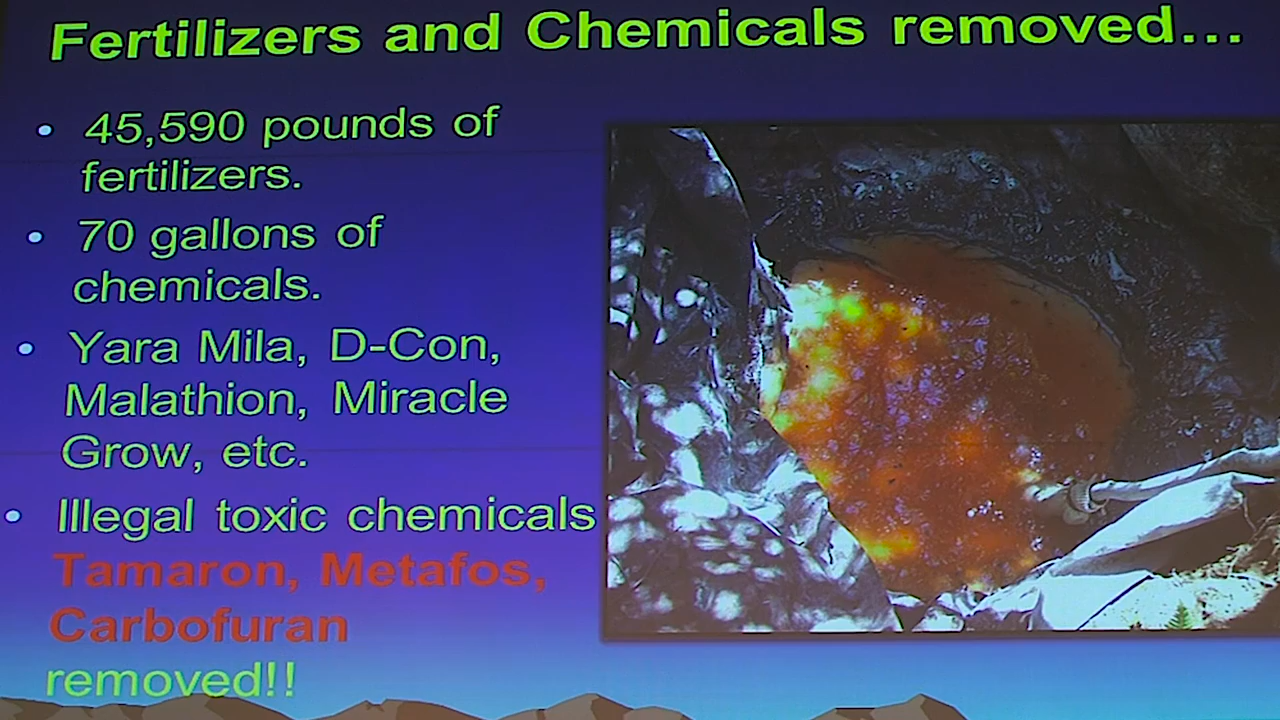 Fertilizers and Chemicals removed...
• 45,590 pounds of
fertilizers.
• 70 gallons of
chemicals.
• Yara Mila, D-Con,
Malathion, Miracle
Grow, etc.
• Illegal toxic chemicals
Tamaron, Metafos,
Carbofuran
removed!!